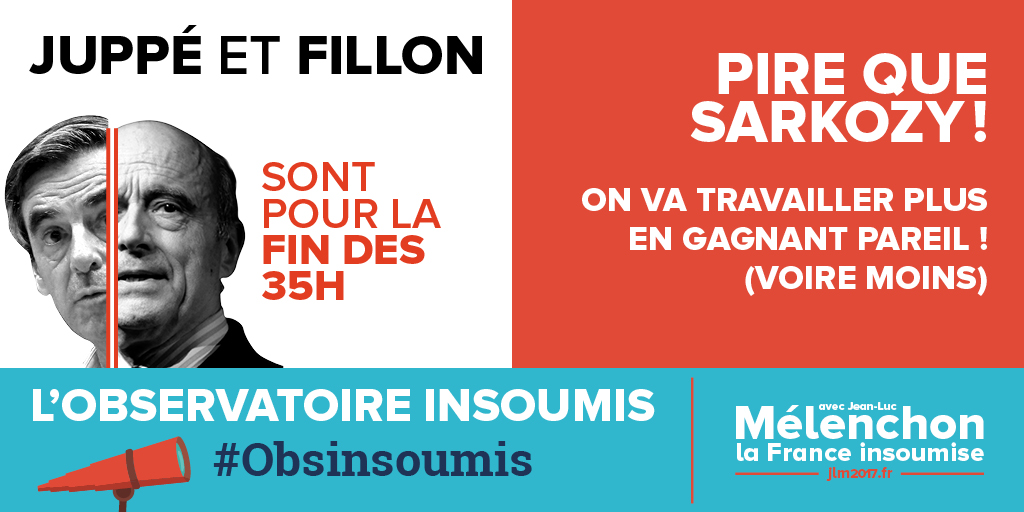 JUPPÉ ET FILLON
SONT
POUR LA
FIN DES
35H
PIRE QUE
SARKOZY !
ON VA TRAVAILLER PLUS
EN GAGNANT PAREIL !
(VOIRE MOINS)
L'OBSERVATOIRE INSOUMIS
#Obsinsoumis
avec Jean-Luc
Mélenchon
la France insoumise
jlm2017.fr